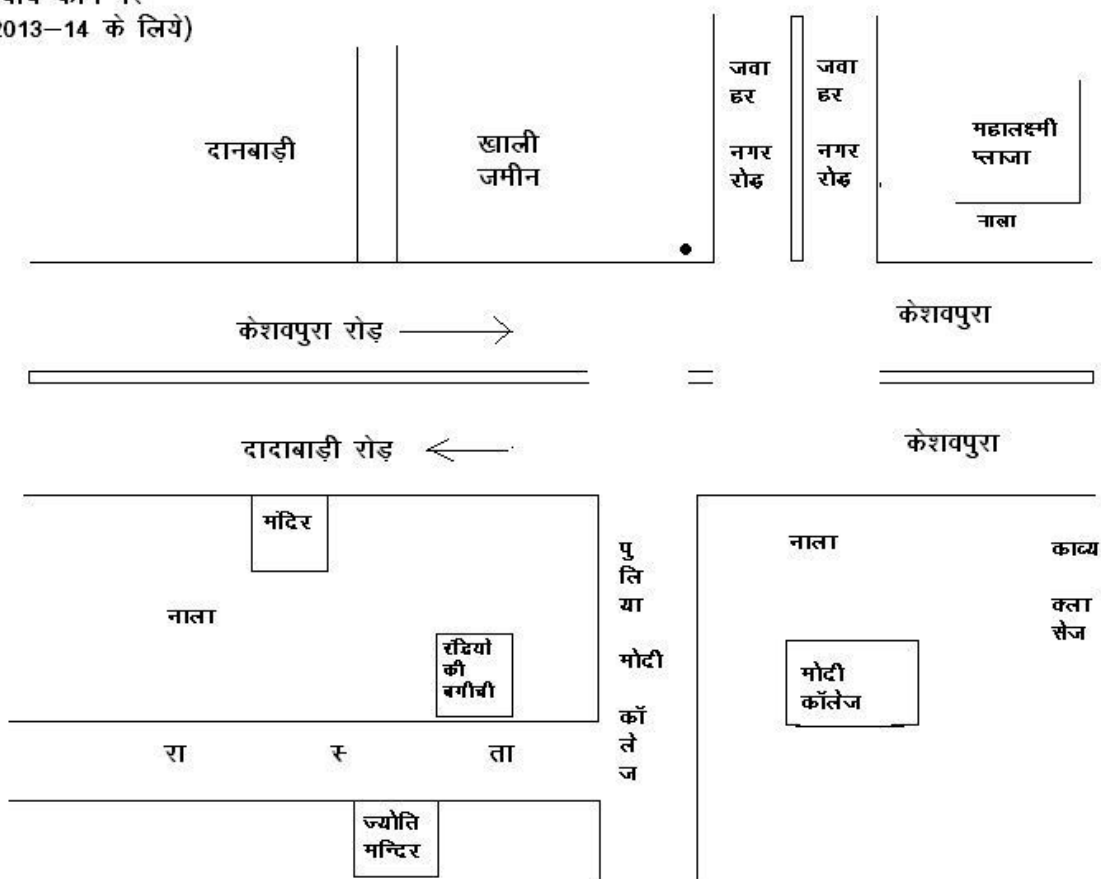 2013–14 के लिये)
दानबाड़ी
खाली
जमीन
जवा
हर
नगर
रोड़
जवा
हर
नगर
रोड़
महालक्ष्मी
प्लाजा
नाला
केशवपुरा रोड़
केशवपुरा
दादाबाड़ी रोड़
केशवपुरा
मंदिर
नाला
रंडियो
की
बगीची
पु
लि
या
मोदी
कॉ
ले
ज
नाला
मोदी
कॉलेज
काव्य
क्ला
सेज
रा स् ता
ज्योति
मन्दिर